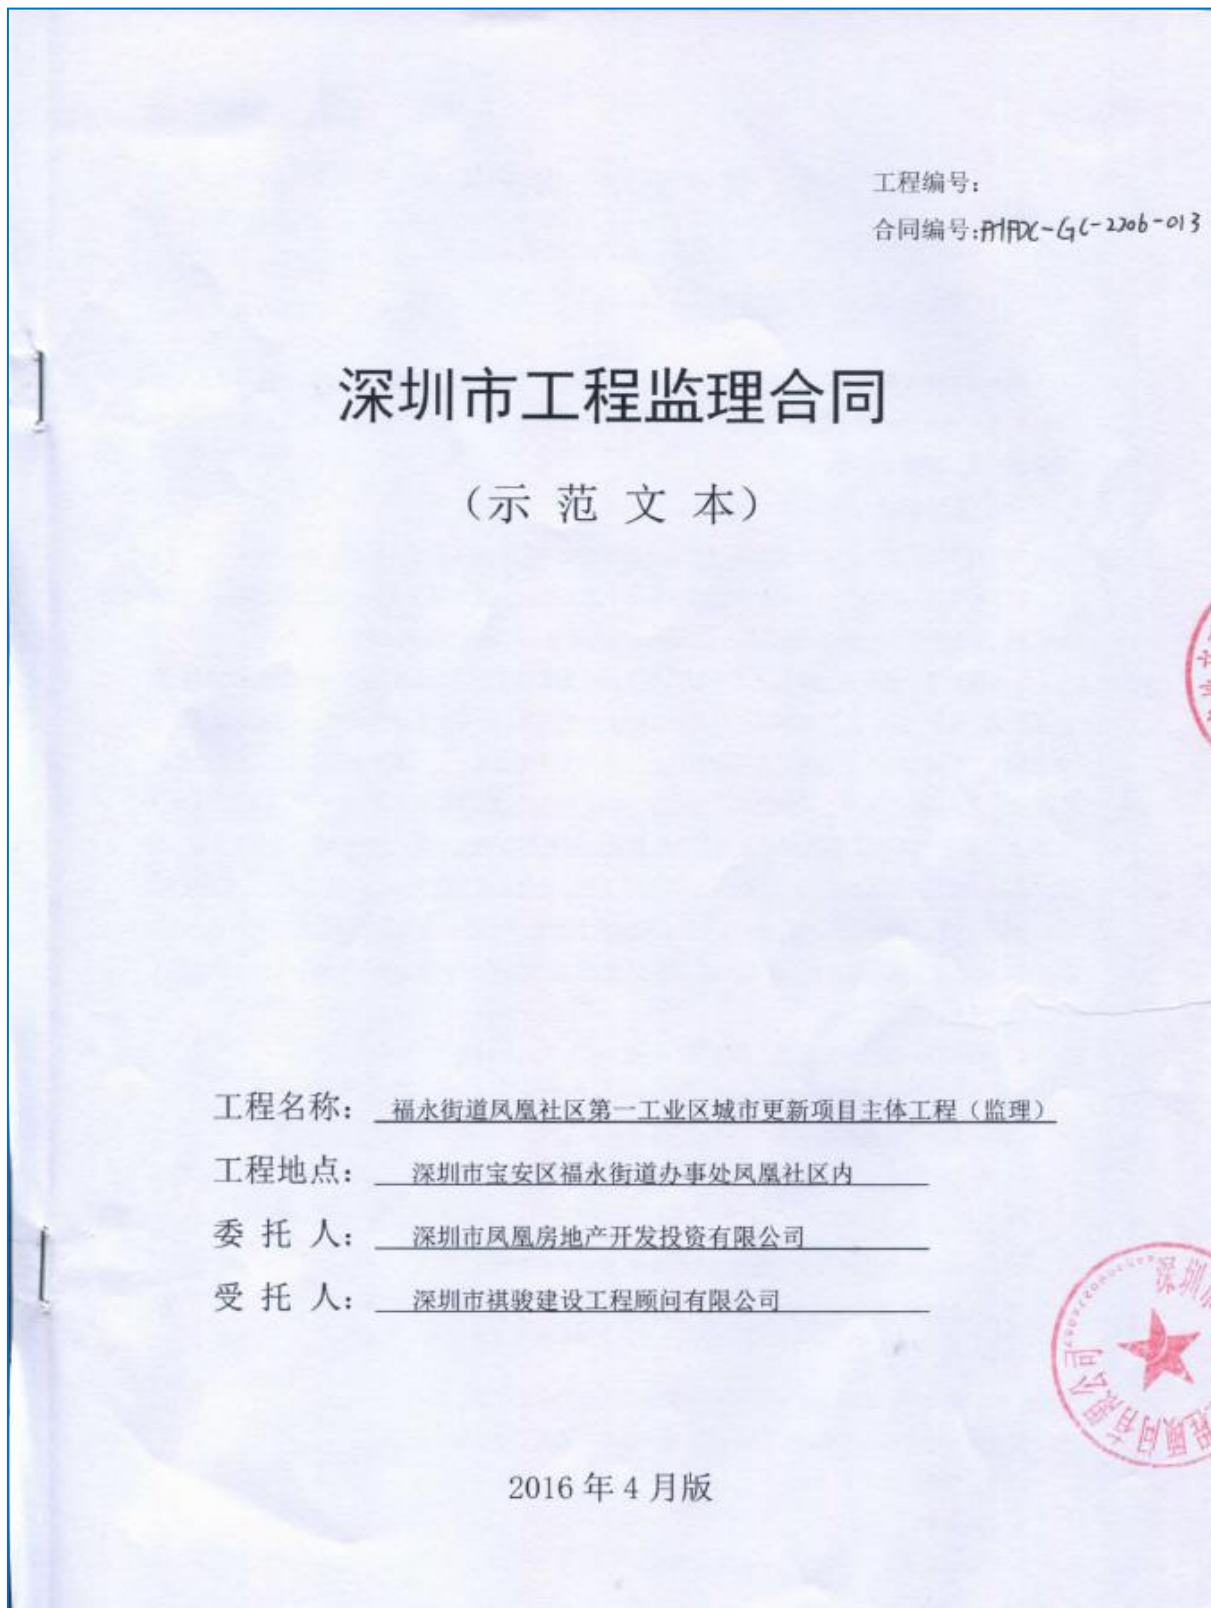 工程编号：
合同编号：FHFDC-GC-2206-013
深圳市工程监理合同
（示 范 文 本）
工程名称： 福永街道凤凰社区第一工业区城市更新项目主体工程（监理）
工程地点： 深圳市宝安区福永街道办事处凤凰社区内
委 托 人： 深圳市凤凰房地产开发投资有限公司
受 托 人： 深圳市祺骏建设工程顾问有限公司
2016 年 4 月版